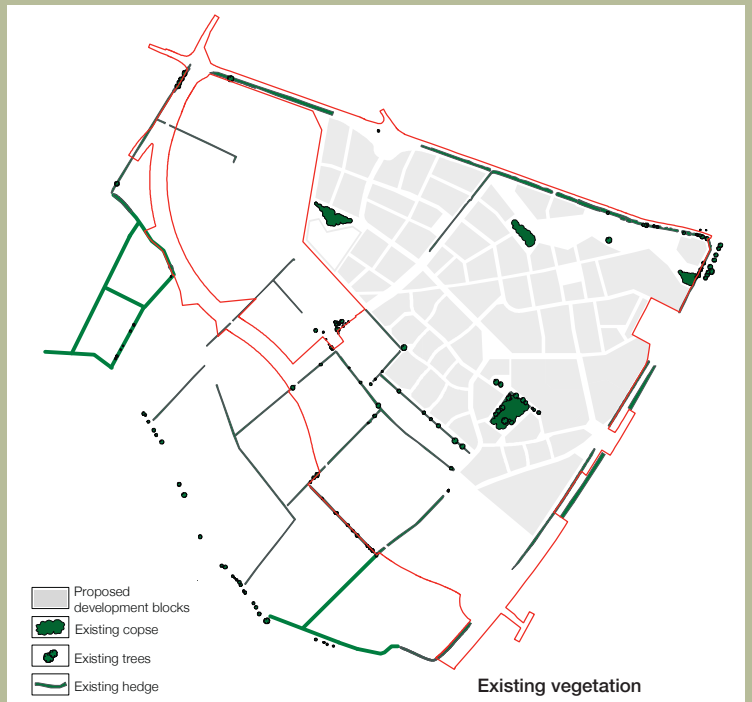 Proposed
development blocks
Existing copse
Existing trees
Existing hedge
Existing vegetation